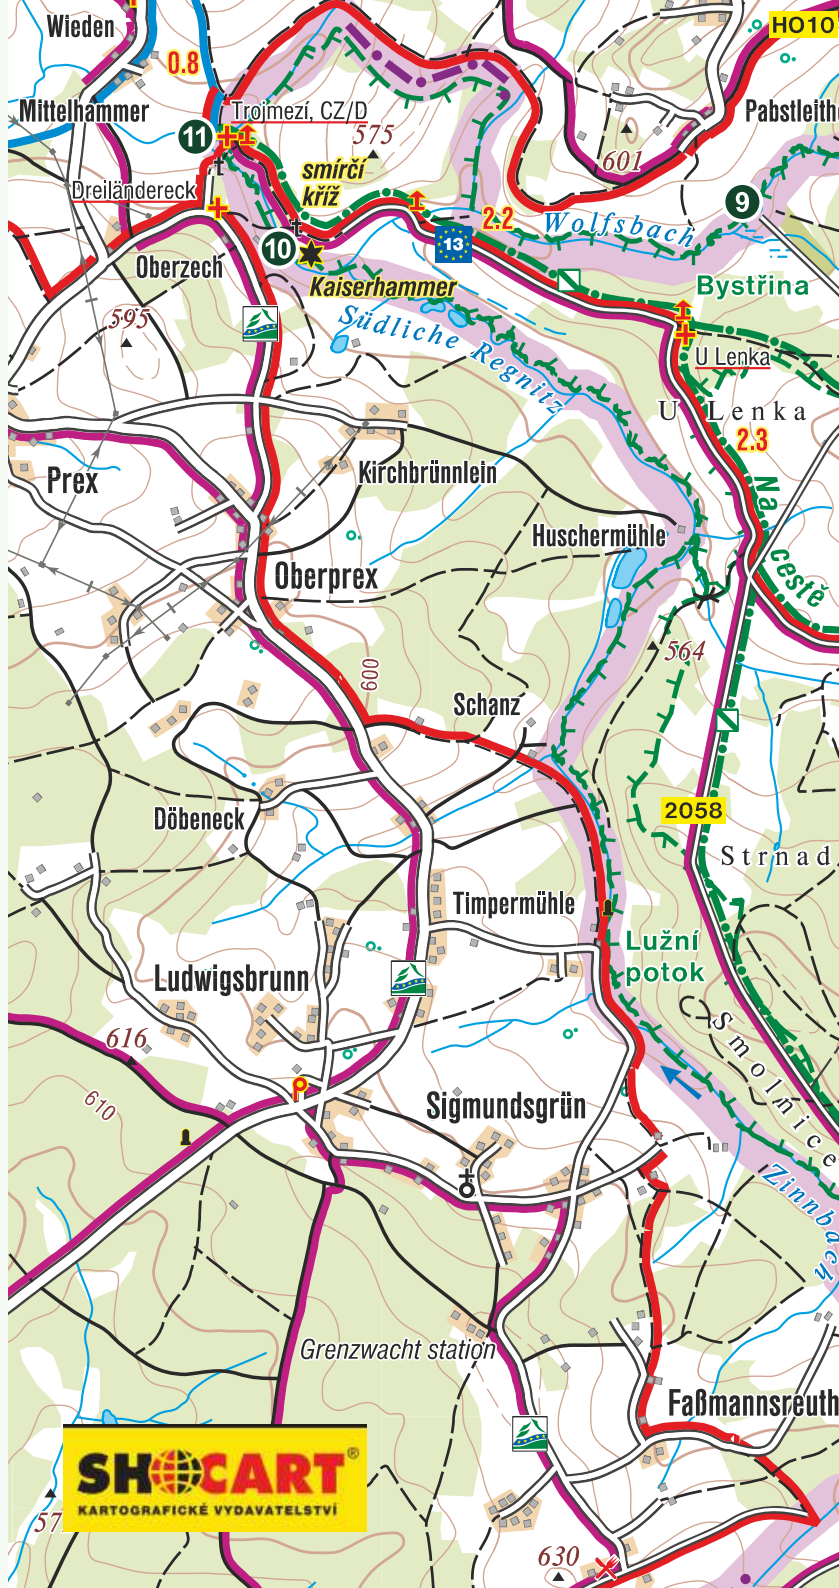 Wieden
HO10
0.8
Mittelhammer
Trojmezí, CZ/D
575
Pabstleith
11
601
smírčí
kříž
Dreiländereck
9
2.2
Wolfsbach
10
13
Oberzech
Kaiserhammer
Bystřina
595
Südliche Regnitz
U Lenka
U Lenka
2.3
Prex
Kirchbrünnlein
Na cestě
Huschermühle
Oberprex
600
564
Schanz
2058
Döbeneck
Strnad
Timpermühle
Lužní
potok
Ludwigsbrunn
616
Smolnice
610
Sigmundsgrün
Zinnbach
Grenzwacht station
Faßmannsreuth
SHOCART®
KARTOGRAFICKÉ VYDAVATELSTVÍ
57
630